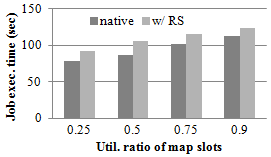 150
native
w/ RS
100
50
0
Job exec. time (sec)
0.25 0.5 0.75 0.9
Util. ratio of map slots